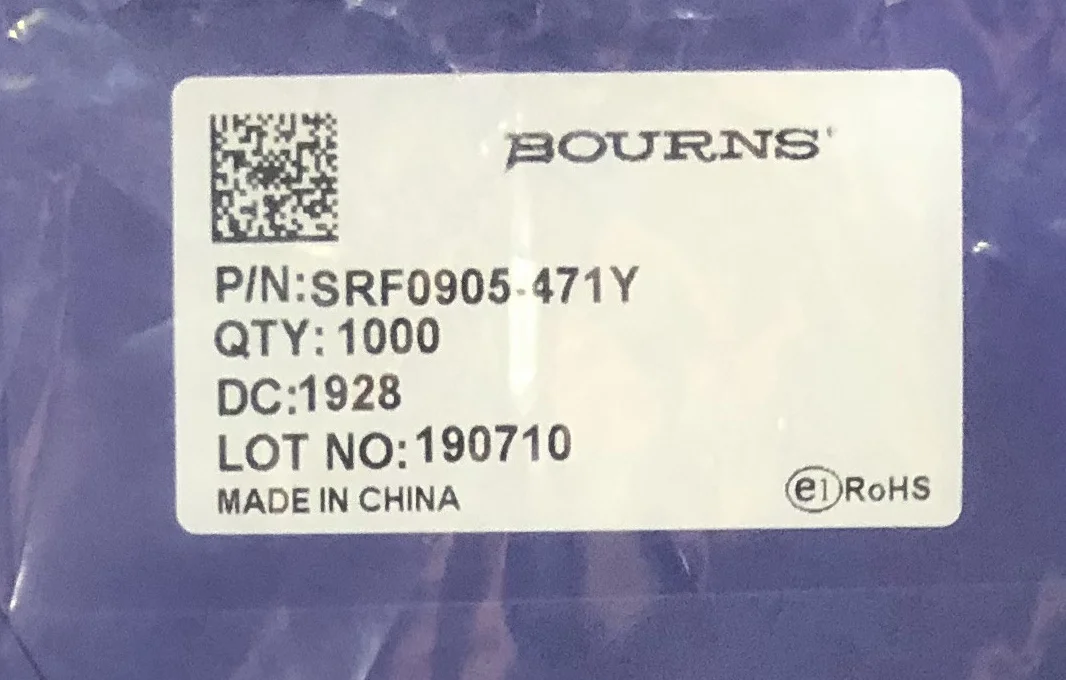 BOURNS®
P/N:SRF0905-471Y
QTY: 1000
DC:1928
LOT NO:190710
MADE IN CHINA
e1 RoHS